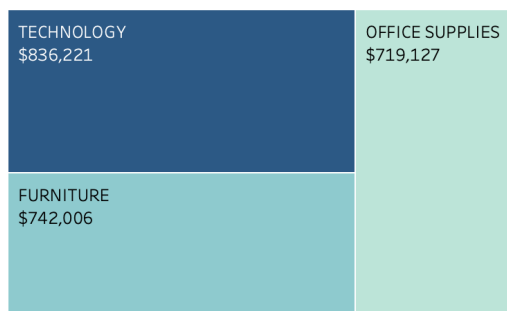 TECHNOLOGY
$836,221
FURNITURE
$742,006
OFFICE SUPPLIES
$719,127